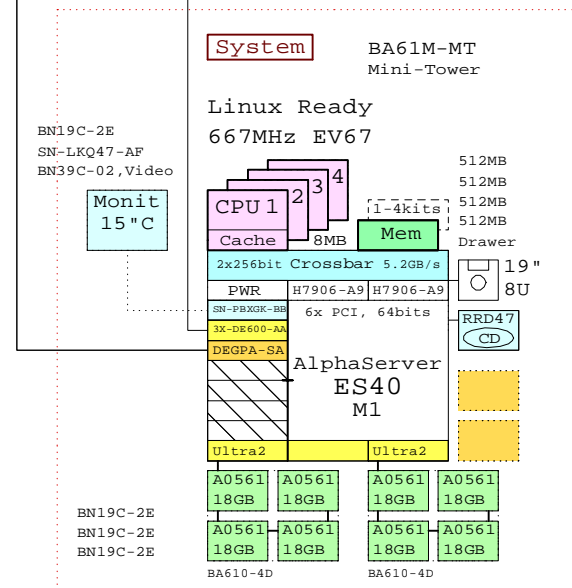 System
BA61M-MT
Mini-Tower
Linux Ready
667MHz EV67
BN19C-2E
SN-LKQ47-AF
BN39C-02,Video
Monit
15"C
CPU 1
2
3
4
Cache
8MB
1-4kits
Mem
512MB
512MB
512MB
512MB
Drawer
2x256bit Crossbar 5.2GB/s
19"
8U
PWR
H7906-A9
H7906-A9
SN-PBXGK-BB
6x PCI, 64bits
3X-DE600-AA
DEGPA-SA
RRD47
CD
AlphaServer
ES40
M1
Ultra2
Ultra2
A0561
18GB
A0561
18GB
A0561
18GB
A0561
18GB
A0561
18GB
A0561
18GB
A0561
18GB
A0561
18GB
BN19C-2E
BN19C-2E
BN19C-2E
BA610-4D
BA610-4D